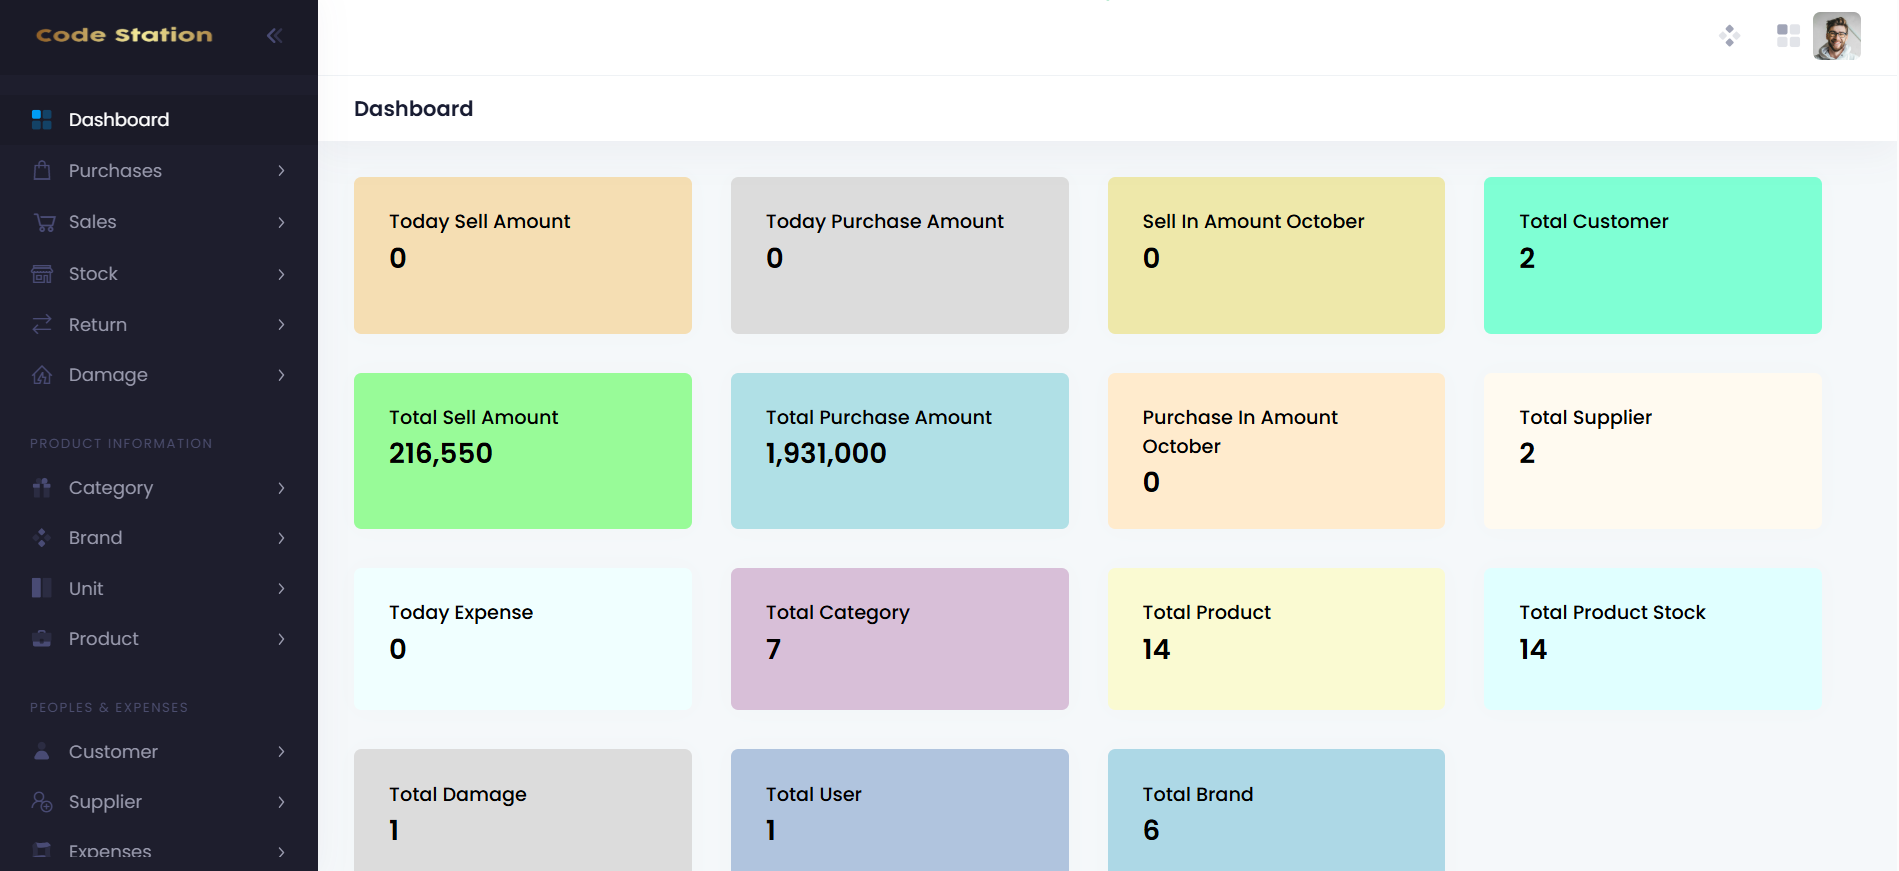 Code Station
Dashboard
Purchases
Sales
Stock
Return
Damage
PRODUCT INFORMATION
Category
Brand
Unit
Product
PEOPLES & EXPENSES
Customer
Supplier
Expenses
Dashboard
Today Sell Amount
0
Today Purchase Amount
0
Sell In Amount October
0
Total Customer
2
Total Sell Amount
216,550
Total Purchase Amount
1,931,000
Purchase In Amount
October
0
Total Supplier
2
Today Expense
0
Total Category
7
Total Product
14
Total Product Stock
14
Total Damage
1
Total User
1
Total Brand
6